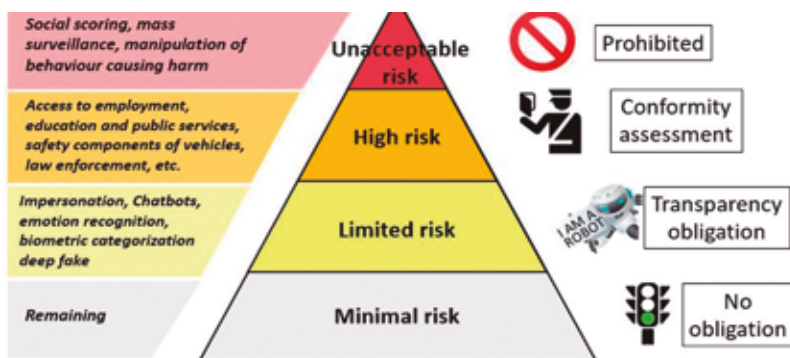 Social scoring, mass
surveillance, manipulation of
behaviour causing harm
Unacceptable
risk
Prohibited
Access to employment,
education and public services,
safety components of vehicles,
law enforcement, etc.
High risk
Conformity
assessment
Impersonation, Chatbots,
emotion recognition,
biometric categorization
deep fake
Limited risk
I AM A
ROBOT
Transparency
obligation
Remaining
Minimal risk
No
obligation